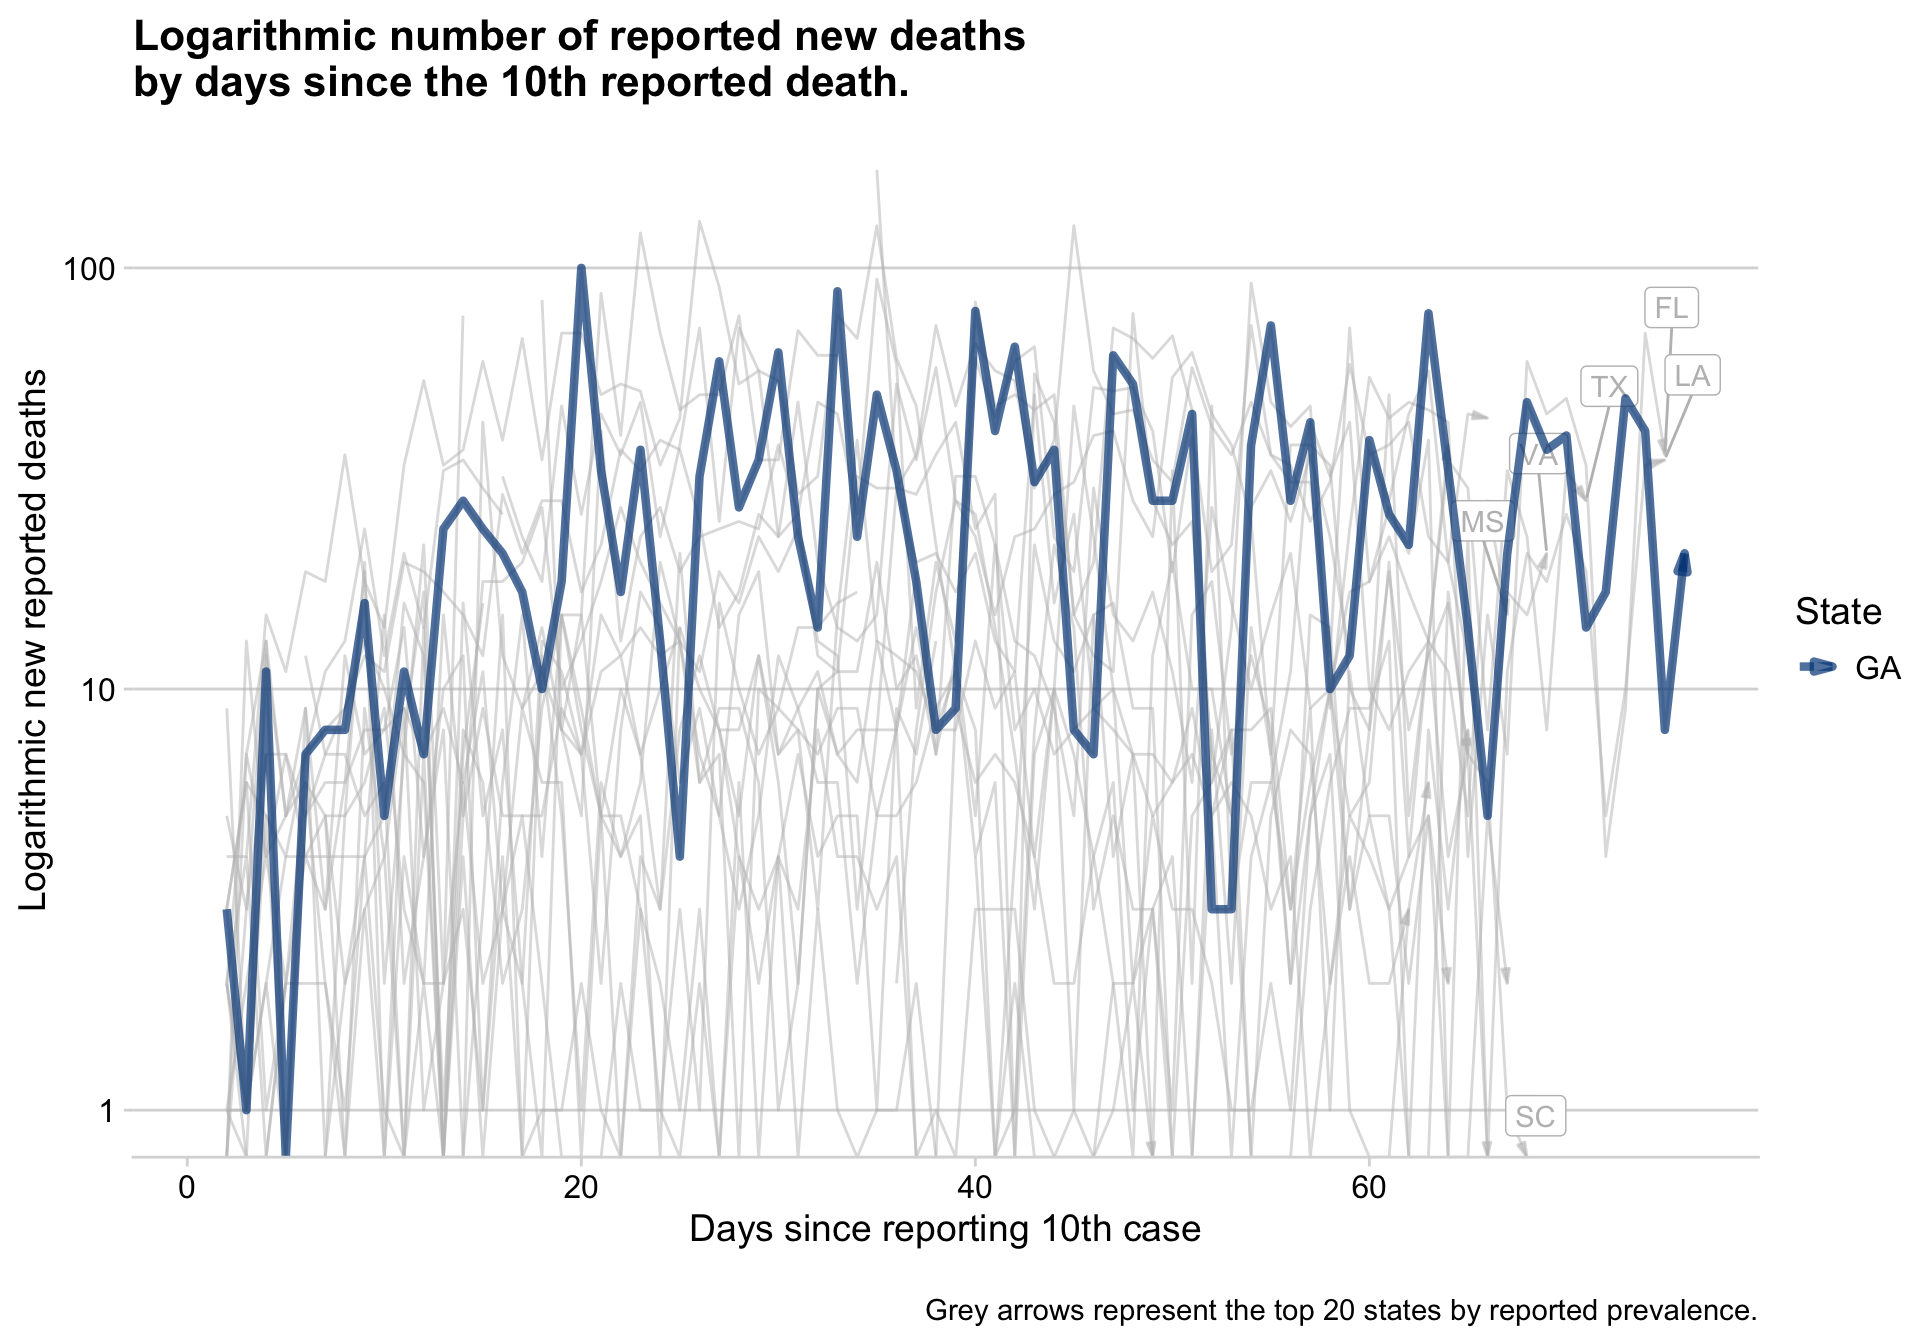 Logarithmic number of reported new deaths
by days since the 10th reported death.
Logarithmic new reported deaths
100
10
1
FL
LA
TX
VA
MS
SC
State
GA
0
20
40
60
Days since reporting 10th case
Grey arrows represent the top 20 states by reported prevalence.